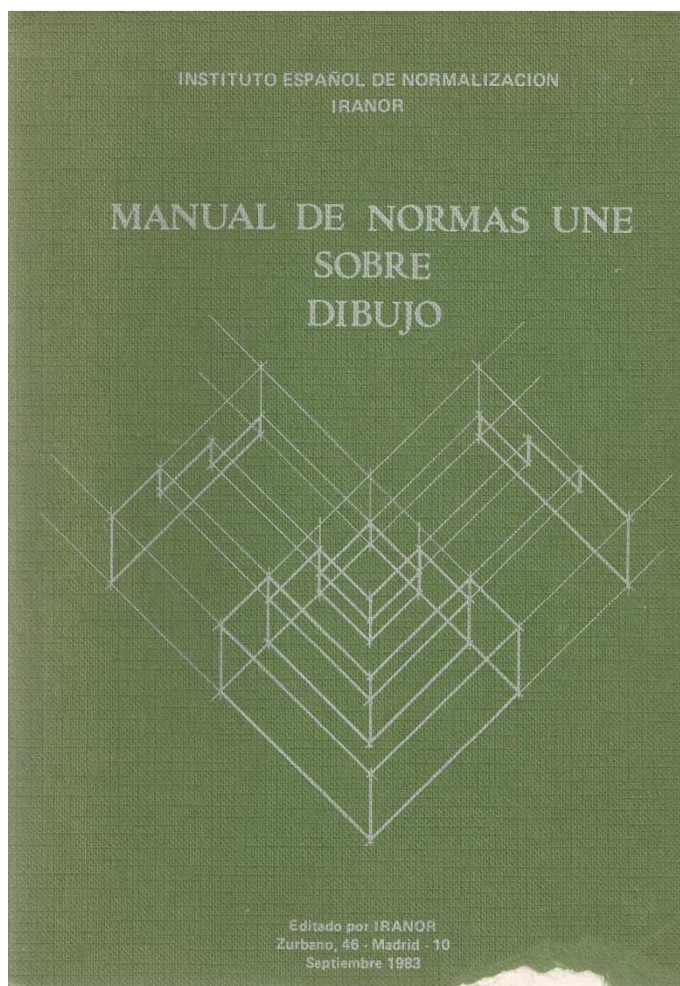 INSTITUTO ESPAÑOL DE NORMALIZACION
IRANOR
MANUAL DE NORMAS UNE
SOBRE
DIBUJO
Editado por IRANOR
Zurbano, 46 - Madrid - 10
Septiembre 1983